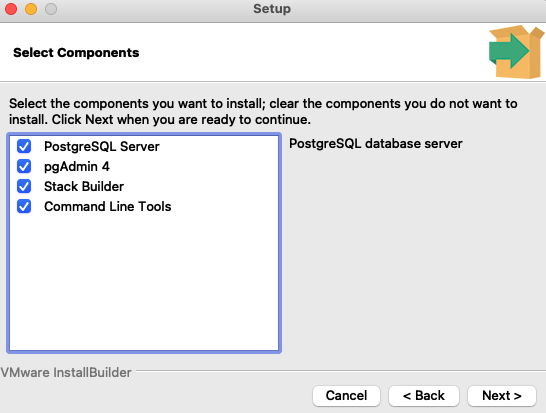 Setup
Select Components
Select the components you want to install; clear the components you do not want to
install. Click Next when you are ready to continue.
PostgreSQL Server
pgAdmin 4
Stack Builder
Command Line Tools
PostgreSQL database server
VMware InstallBuilder
Cancel
< Back
Next >